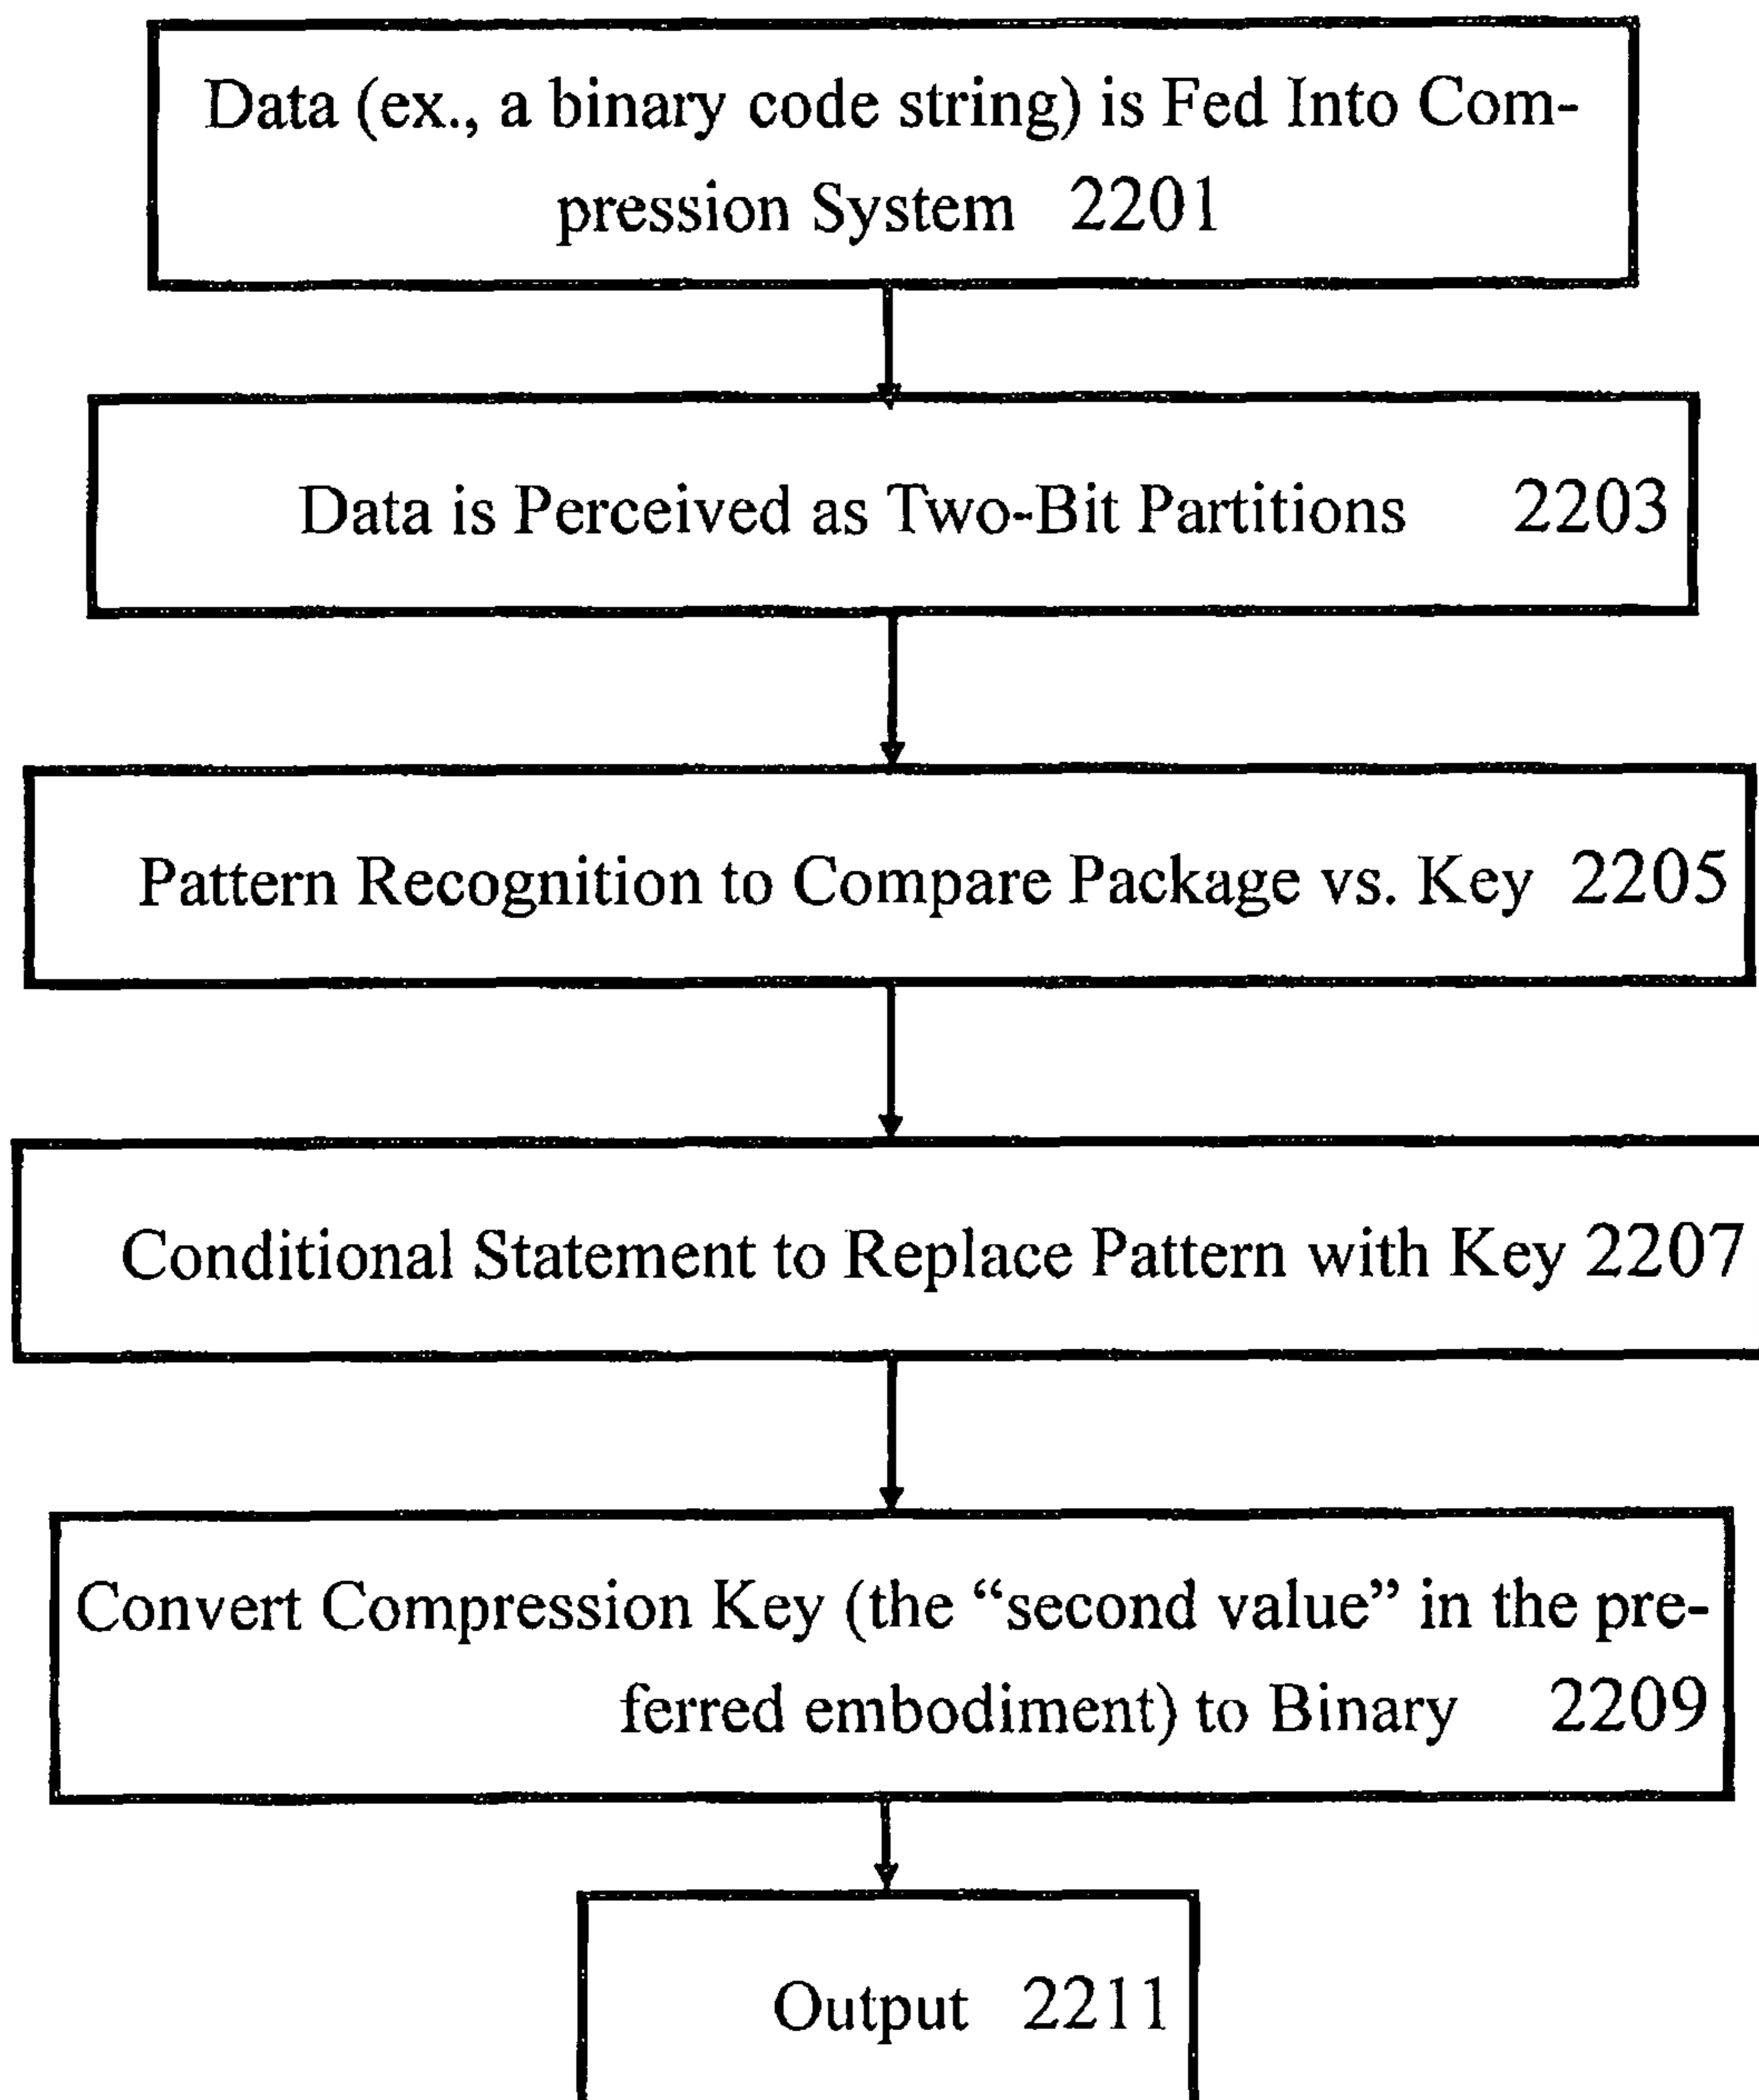 Data (ex., a binary code string) is Fed Into Com-
pression System 2201
Data is Perceived as Two-Bit Partitions 2203
Pattern Recognition to Compare Package vs. Key 2205
Conditional Statement to Replace Pattern with Key 2207
Convert Compression Key (the “second value” in the pre-
ferred embodiment) to Binary 2209
Output 2211